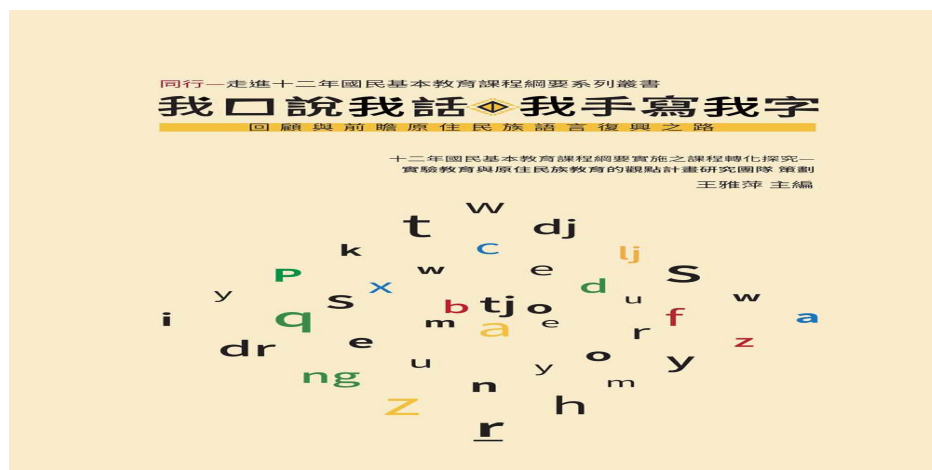 同行—走進十二年國民基本教育課程綱要系列叢書
我口說我話 我手寫我字
回顧與前瞻原住民族語言復興之路
十二年國民基本教育課程綱要實施之課程轉化探究—
實驗教育與原住民族教育的觀點計畫研究團隊 策劃
王雅萍 主編
w
t dj
k c lj
p w e s
y x d
s b tj o u w
i q m a e f a
r
dr e o z
u y y
ng n m
z h
r